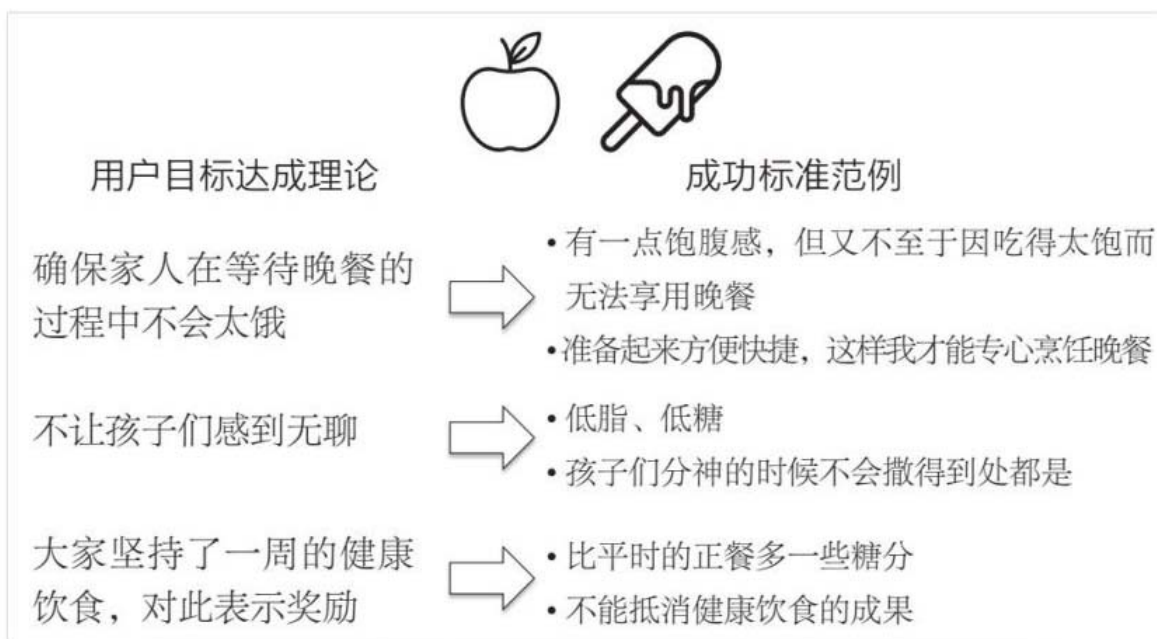 用户目标达成理论
成功标准范例
确保家人在等待晚餐的
过程中不会太饿
•有一点饱腹感，但又不至于因吃得太饱而
无法享用晚餐
•准备起来方便快捷，这样我才能专心烹饪晚餐
不让孩子们感到无聊
•低脂、低糖
•孩子们分神的时候不会撒得到处都是
大家坚持了一周的健康
饮食，对此表示奖励
•比平时的正餐多一些糖分
•不能抵消健康饮食的成果